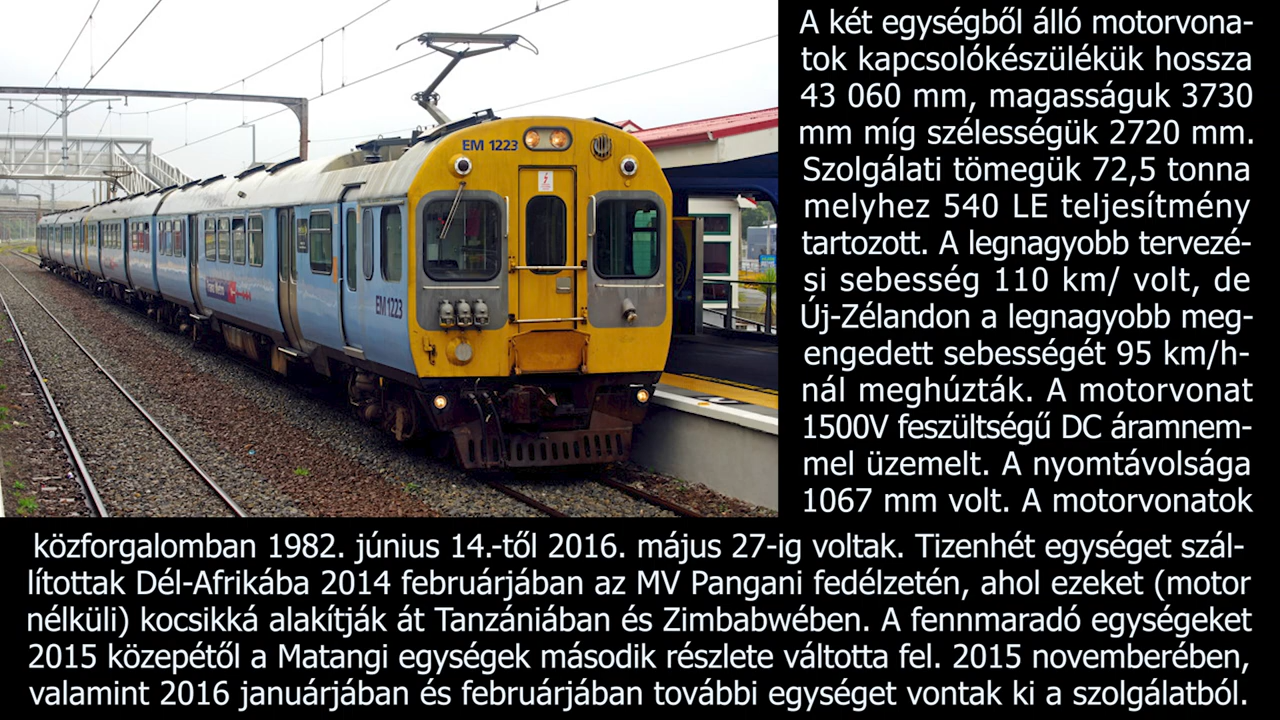 EM 1223
EM 1223
A két egységből álló motorvona-
tok kapcsolókészülékük hossza
43 060 mm, magasságuk 3730
mm míg szélességük 2720 mm.
Szolgálati tömegük 72,5 tonna
melyhez 540 LE teljesítmény
tartozott. A legnagyobb tervezé-
si sebesség 110 km/ volt, de
Új-Zélandon a legnagyobb meg-
engedett sebességét 95 km/h-
nál meghúzták. A motorvonat
1500V feszültségű DC áramnem-
mel üzemelt. A nyomtávolsága
1067 mm volt. A motorvonatok
közforgalomban 1982. június 14.-től 2016. május 27-ig voltak. Tizenhét egységet szál-
lítottak Dél-Afrikába 2014 februárjában az MV Pangani fedélzetén, ahol ezeket (motor
nélküli) kocsikká alakítják át Tanzániában és Zimbabwében. A fennmaradó egységeket
2015 közepétől a Matangi egységek második részlete váltotta fel. 2015 novemberében,
valamint 2016 januárjában és februárjában további egységet vontak ki a szolgálatból.